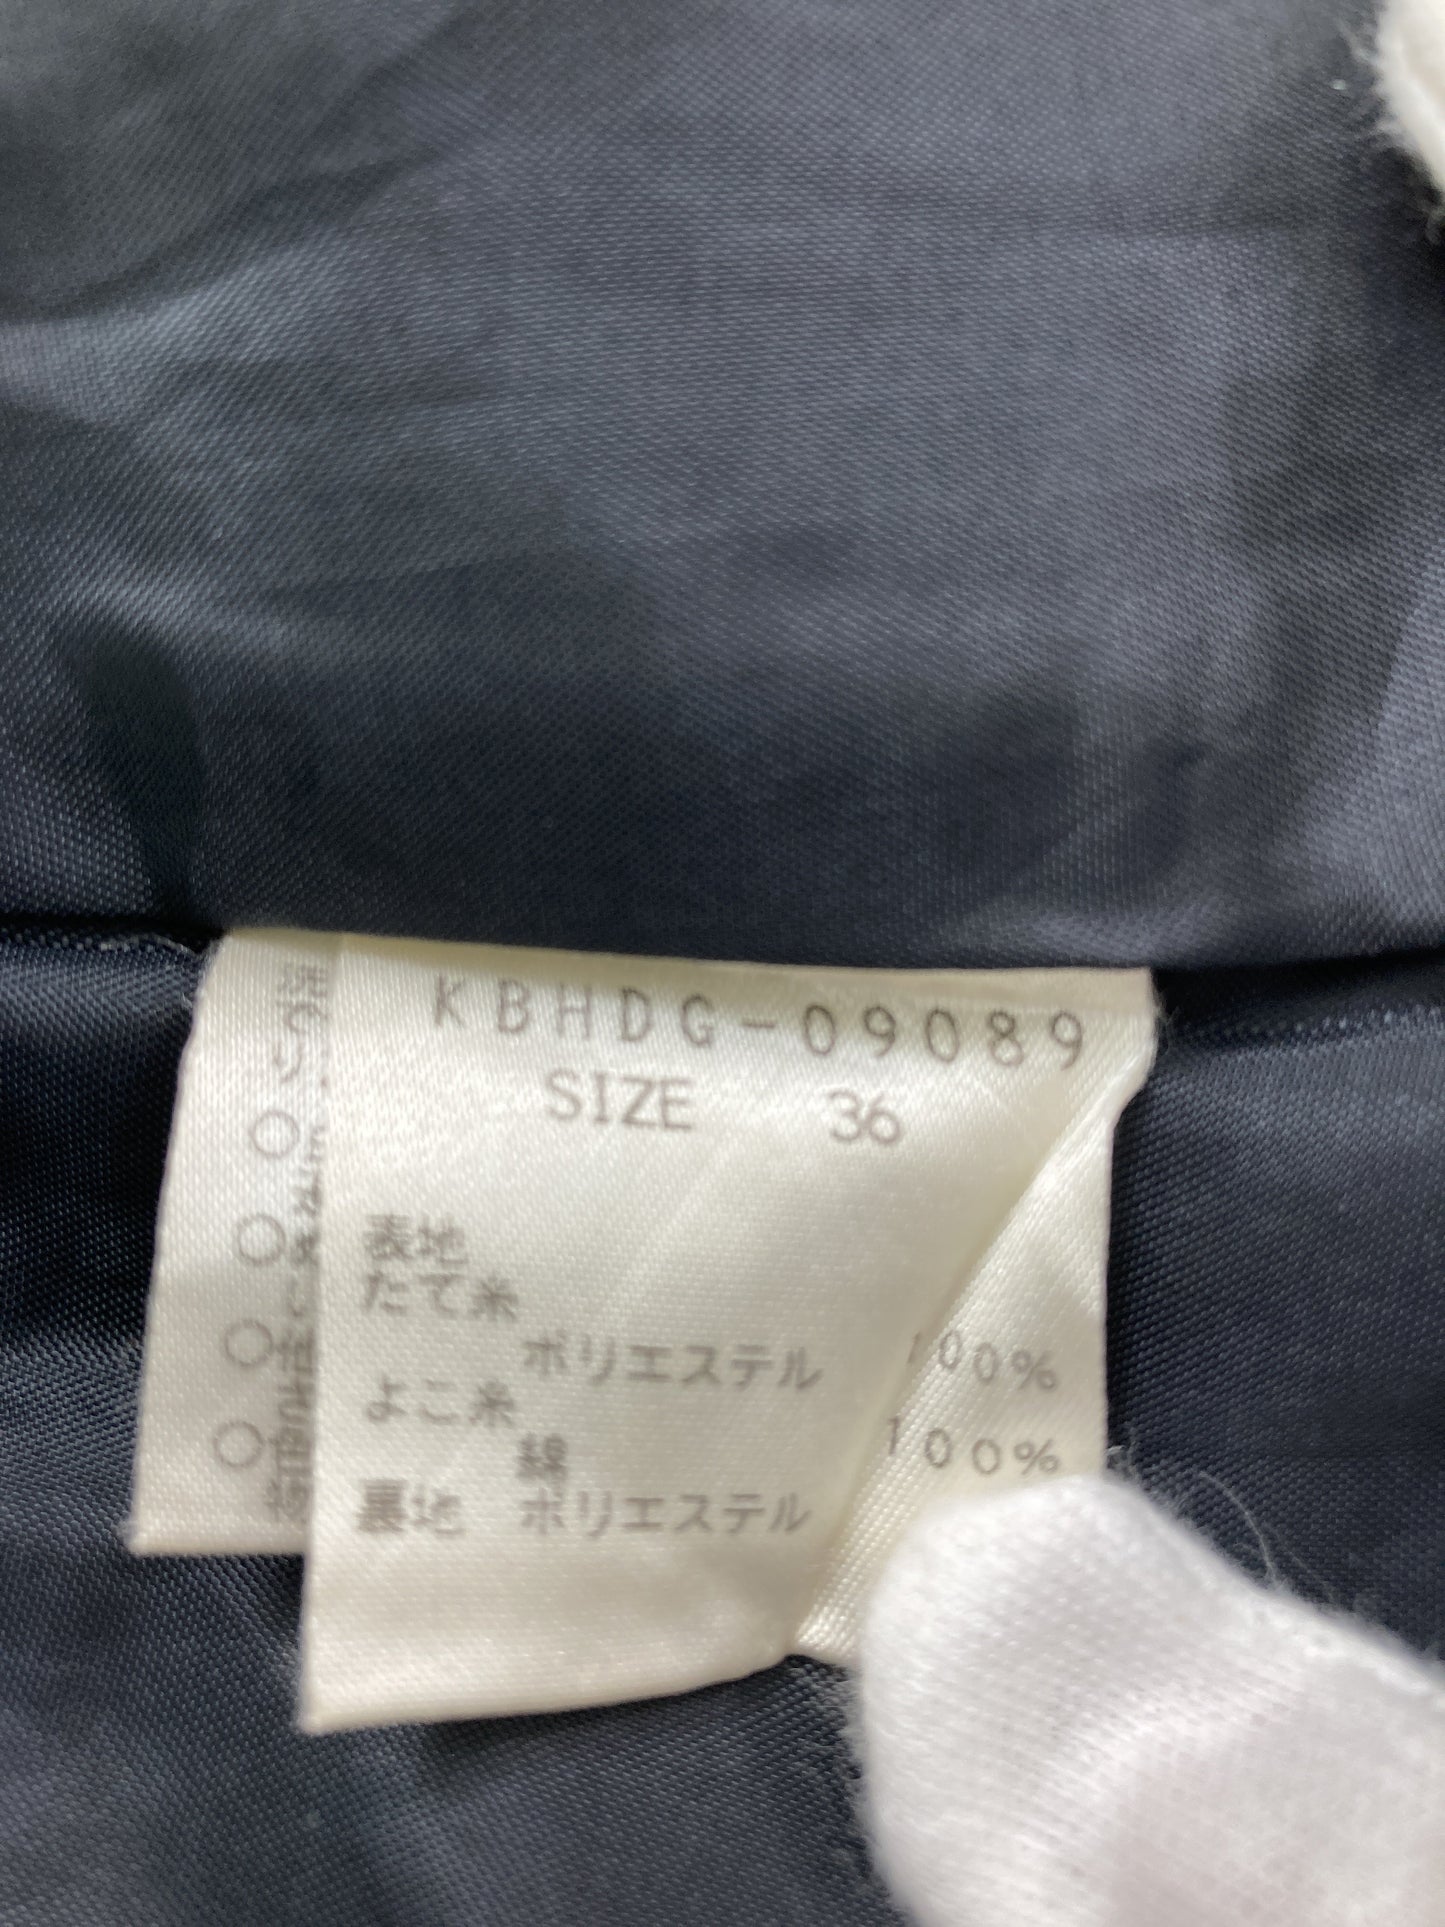 KBHDG-09089
SIZE 36
表地
たて糸
ポリエステル 100%
よこ糸
綿 100%
裏地 ポリエステル